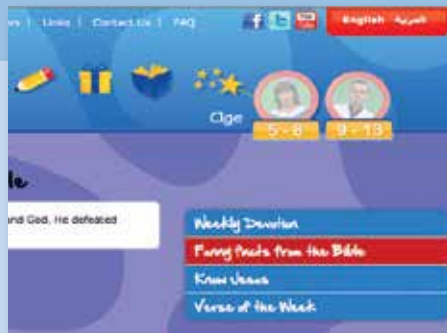 Links | Contact Us | FAQ
English العربية
Age
5 - 8
9 - 13
and God. He defeated
Weekly Devotion
Funny facts from the Bible
Know Jesus
Verse of the Week